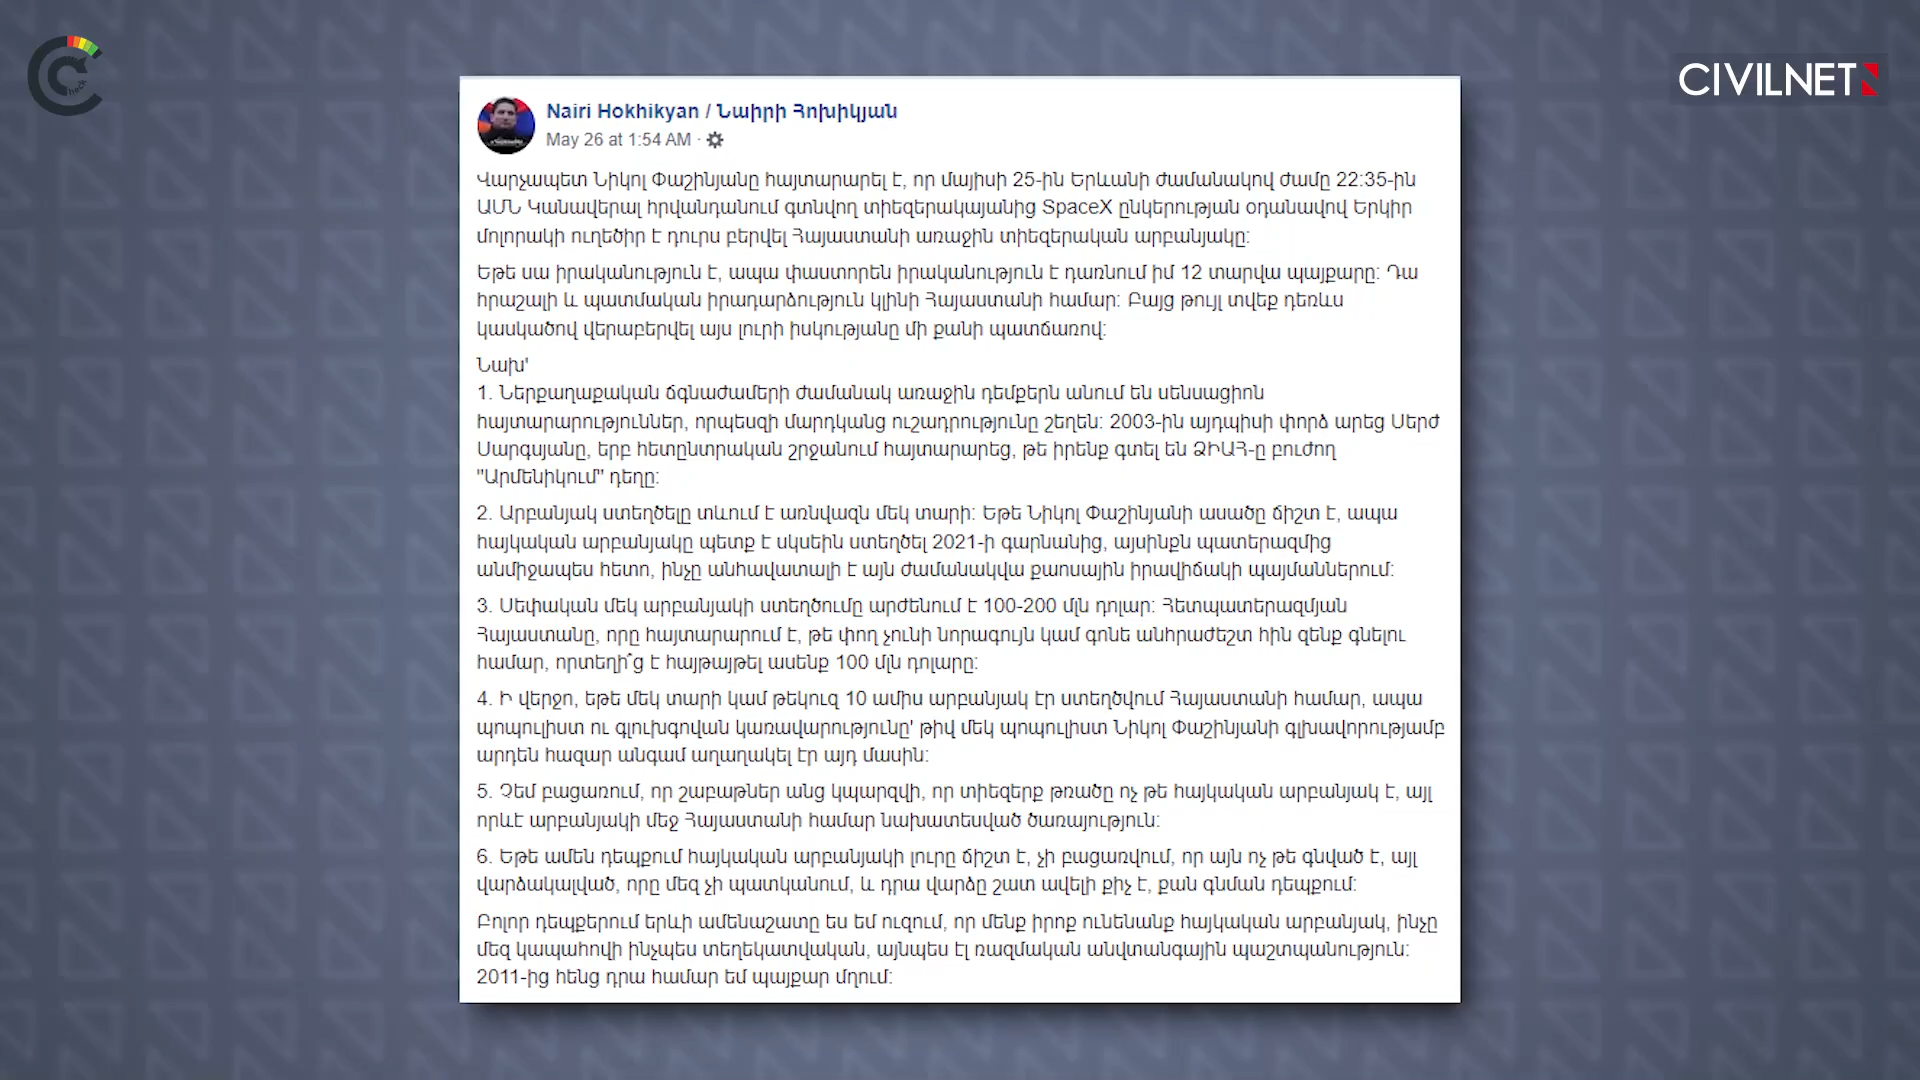 check
CIVILNET
Nairi Hokhikyan / Նաիրի Հոխիկյան
May 26 at 1:54 AM ·
Վարչապետ Նիկոլ Փաշինյանը հայտարարել է, որ մայիսի 25-ին Երևանի ժամանակով ժամը 22:35-ին
ԱՄՆ Կանավերալ հրվանդանում գտնվող տիեզերակայանից SpaceX ընկերության օդանավով Երկիր
մոլորակի ուղեծիր է դուրս բերվել Հայաստանի առաջին տիեզերական արբանյակը:
Եթե սա իրականություն է, ապա փաստորեն իրականություն է դառնում իմ 12 տարվա պայքարը: Դա
հրաշալի և պատմական իրադարձություն կլինի Հայաստանի համար: Բայց թույլ տվեք դեռևս
կասկածով վերաբերվել այս լուրի իսկությանը մի քանի պատճառով:
Նախ'
1. Ներքաղաքական ճգնաժամերի ժամանակ առաջին դեմքերն անում են սենսացիոն
հայտարարություններ, որպեսզի մարդկանց ուշադրությունը շեղեն: 2003-ին այդպիսի փորձ արեց Սերժ
Սարգսյանը, երբ հետընտրական շրջանում հայտարարեց, թե իրենք գտել են ՁԻԱՀ-ը բուժող
"Արմենիկում" դեղը:
2. Արբանյակ ստեղծելը տևում է առնվազն մեկ տարի: Եթե Նիկոլ Փաշինյանի ասածը ճիշտ է, ապա
հայկական արբանյակը պետք է սկսեին ստեղծել 2021-ի գարնանից, այսինքն պատերազմից
անմիջապես հետո, ինչը անհավատալի է այն ժամանակվա քաոսային իրավիճակի պայմաններում:
3. Սեփական մեկ արբանյակի ստեղծումը արժենում է 100-200 մլն դոլար: Հետպատերազմյան
Հայաստանը, որը հայտարարում է, թե փող չունի նորագույն կամ գոնե անհրաժեշտ հին զենք գնելու
համար, որտեղի՞ց է հայթայթել ասենք 100 մլն դոլարը:
4. Ի վերջո, եթե մեկ տարի կամ թեկուզ 10 ամիս արբանյակ էր ստեղծվում Հայաստանի համար, ապա
պոպուլիստ ու գլուխգովան կառավարությունը' թիվ մեկ պոպուլիստ Նիկոլ Փաշինյանի գլխավորությամբ
արդեն հազար անգամ աղաղակել էր այդ մասին:
5. Չեմ բացառում, որ շաբաթներ անց կպարզվի, որ տիեզերք թռածը ոչ թե հայկական արբանյակ է, այլ
որևէ արբանյակի մեջ Հայաստանի համար նախատեսված ծառայություն:
6. Եթե ամեն դեպքում հայկական արբանյակի լուրը ճիշտ է, չի բացառվում, որ այն ոչ թե գնված է, այլ
վարձակալված, որը մեզ չի պատկանում, և դրա վարձը շատ ավելի քիչ է, քան գնման դեպքում:
Բոլոր դեպքերում երևի ամենաշատը ես եմ ուզում, որ մենք իրոք ունենանք հայկական արբանյակ, ինչը
մեզ կապահովի ինչպես տեղեկատվական, այնպես էլ ռազմական անվտանգային պաշտպանություն:
2011-ից հենց դրա համար եմ պայքար մղում: